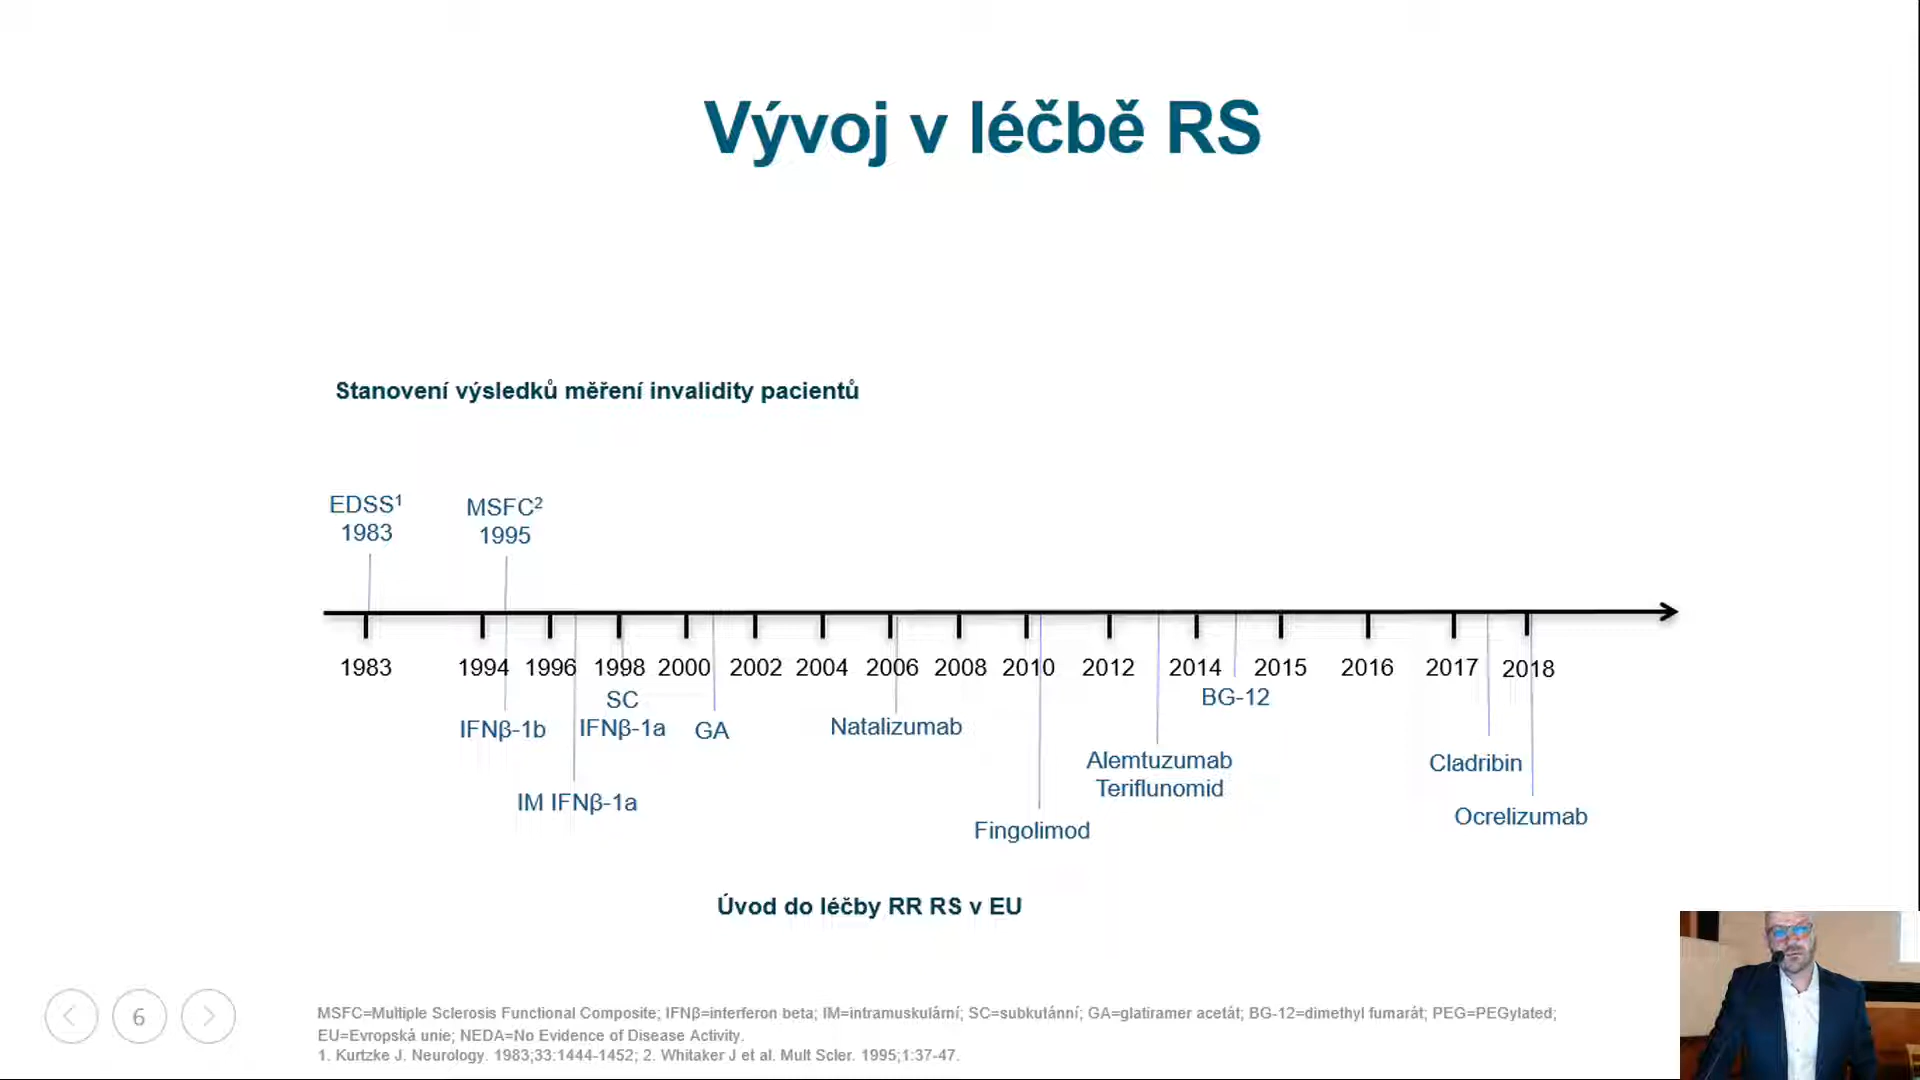 Vývoj v léčbě RS
Stanovení výsledků měření invalidity pacientů
EDSS¹
1983
MSFC²
1995
1983 1994 1996 1998 2000 2002 2004 2006 2008 2010 2012 2014 2015 2016 2017 2018
SC
IFNβ-1a
BG-12
IFNβ-1b
GA
Natalizumab
Alemtuzumab
Teriflunomid
Cladribin
IM IFNβ-1a
Ocrelizumab
Fingolimod
Úvod do léčby RR RS v EU
6
MSFC=Multiple Sclerosis Functional Composite; IFNβ=interferon beta; IM=intramuskulární; SC=subkutánní; GA=glatiramer acetát; BG-12=dimethyl fumarát; PEG=PEGylated;
EU=Evropská unie; NEDA=No Evidence of Disease Activity.
1. Kurtzke J. Neurology. 1983;33:1444-1452; 2. Whitaker J et al. Mult Scler. 1995;1:37-47.